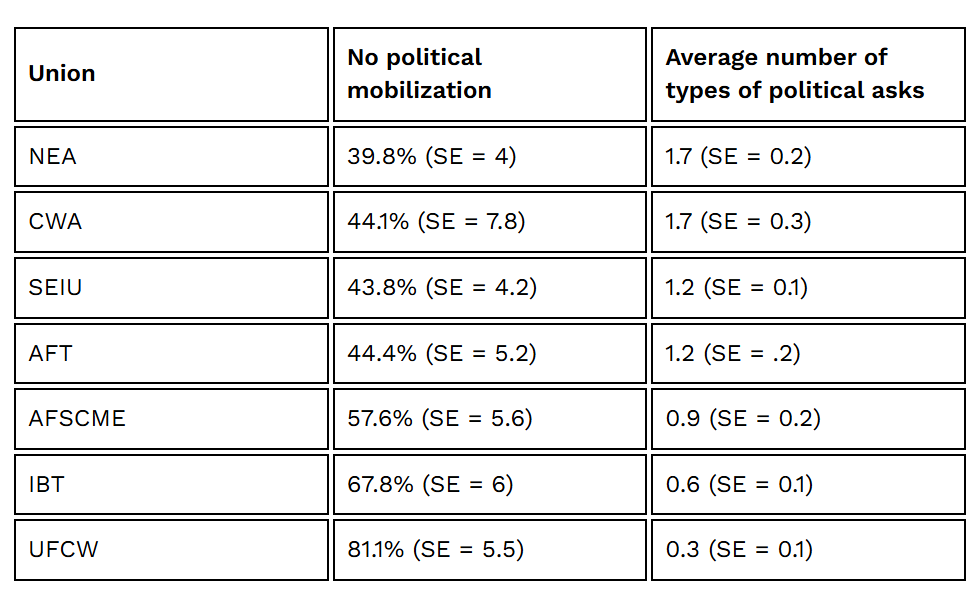 Union
No political
mobilization
Average number of
types of political asks
NEA
39.8% (SE = 4)
1.7 (SE = 0.2)
CWA
44.1% (SE = 7.8)
1.7 (SE = 0.3)
SEIU
43.8% (SE = 4.2)
1.2 (SE = 0.1)
AFT
44.4% (SE = 5.2)
1.2 (SE = .2)
AFSCME
57.6% (SE = 5.6)
0.9 (SE = 0.2)
IBT
67.8% (SE = 6)
0.6 (SE = 0.1)
UFCW
81.1% (SE = 5.5)
0.3 (SE = 0.1)